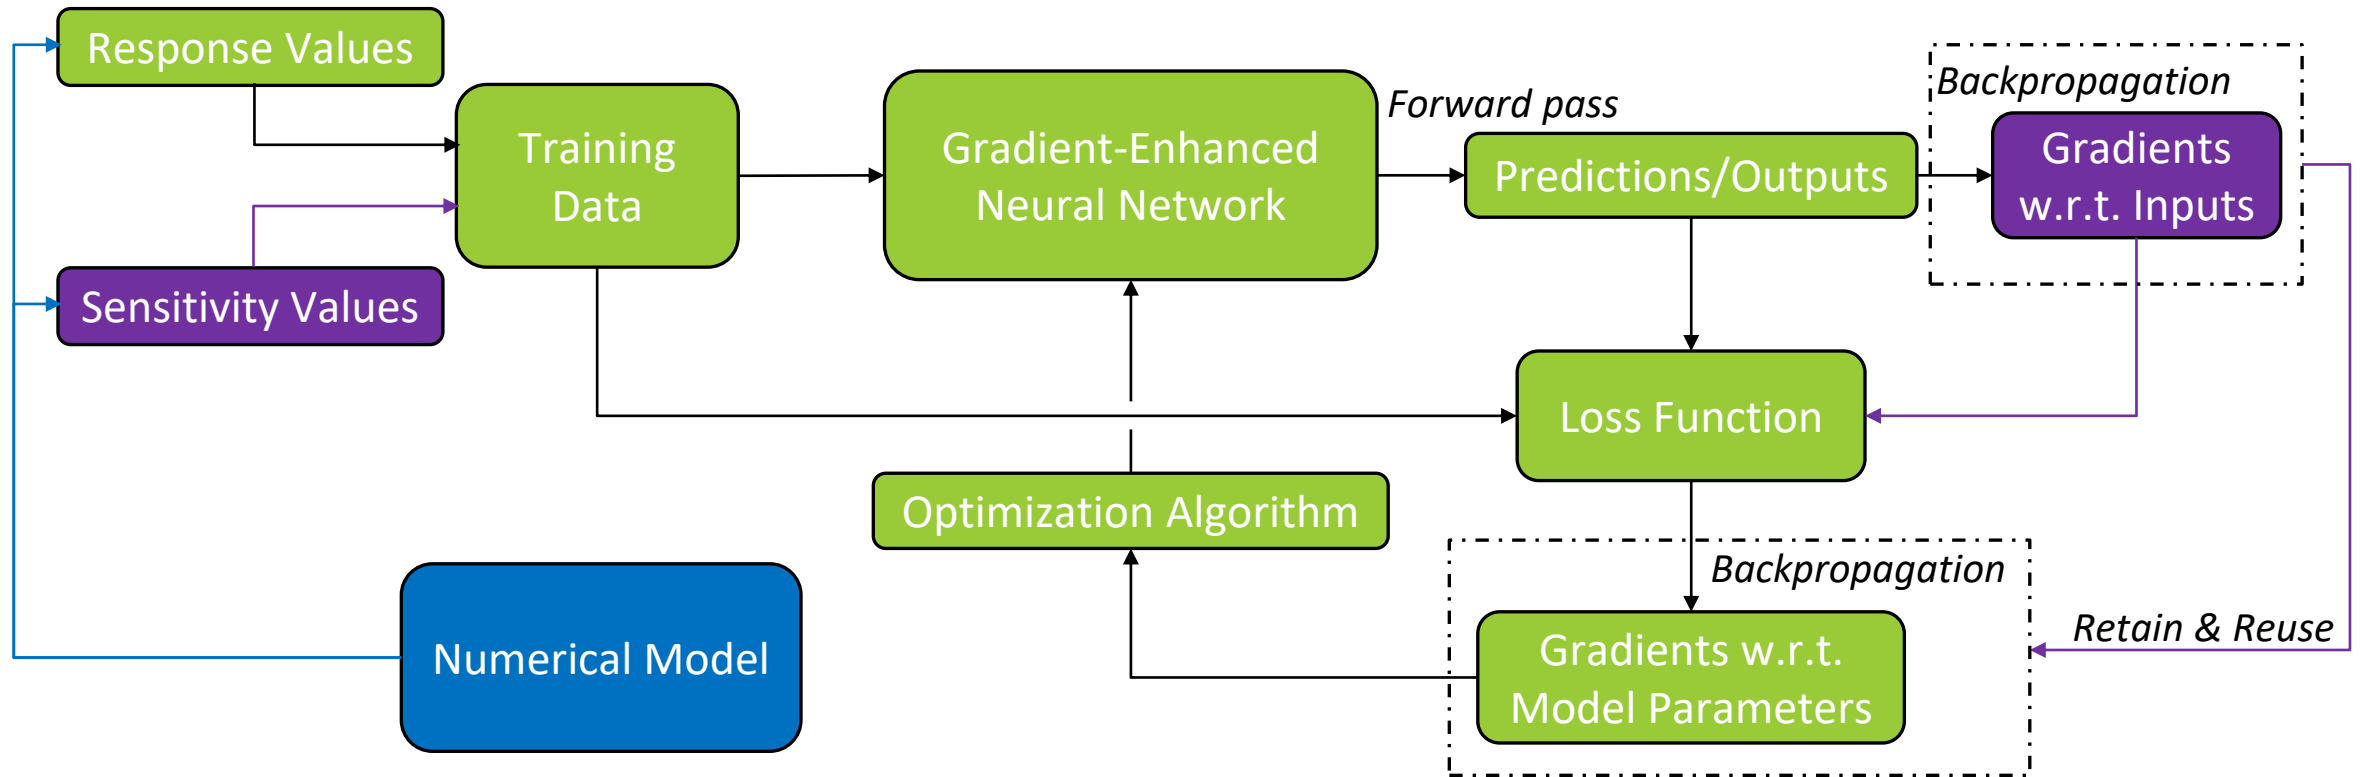 Response Values
Sensitivity Values
Training
Data
Gradient-Enhanced
Neural Network
Forward pass
Predictions/Outputs
Backpropagation
Gradients
w.r.t. Inputs
Loss Function
Optimization Algorithm
Numerical Model
Backpropagation
Gradients w.r.t.
Model Parameters
Retain & Reuse